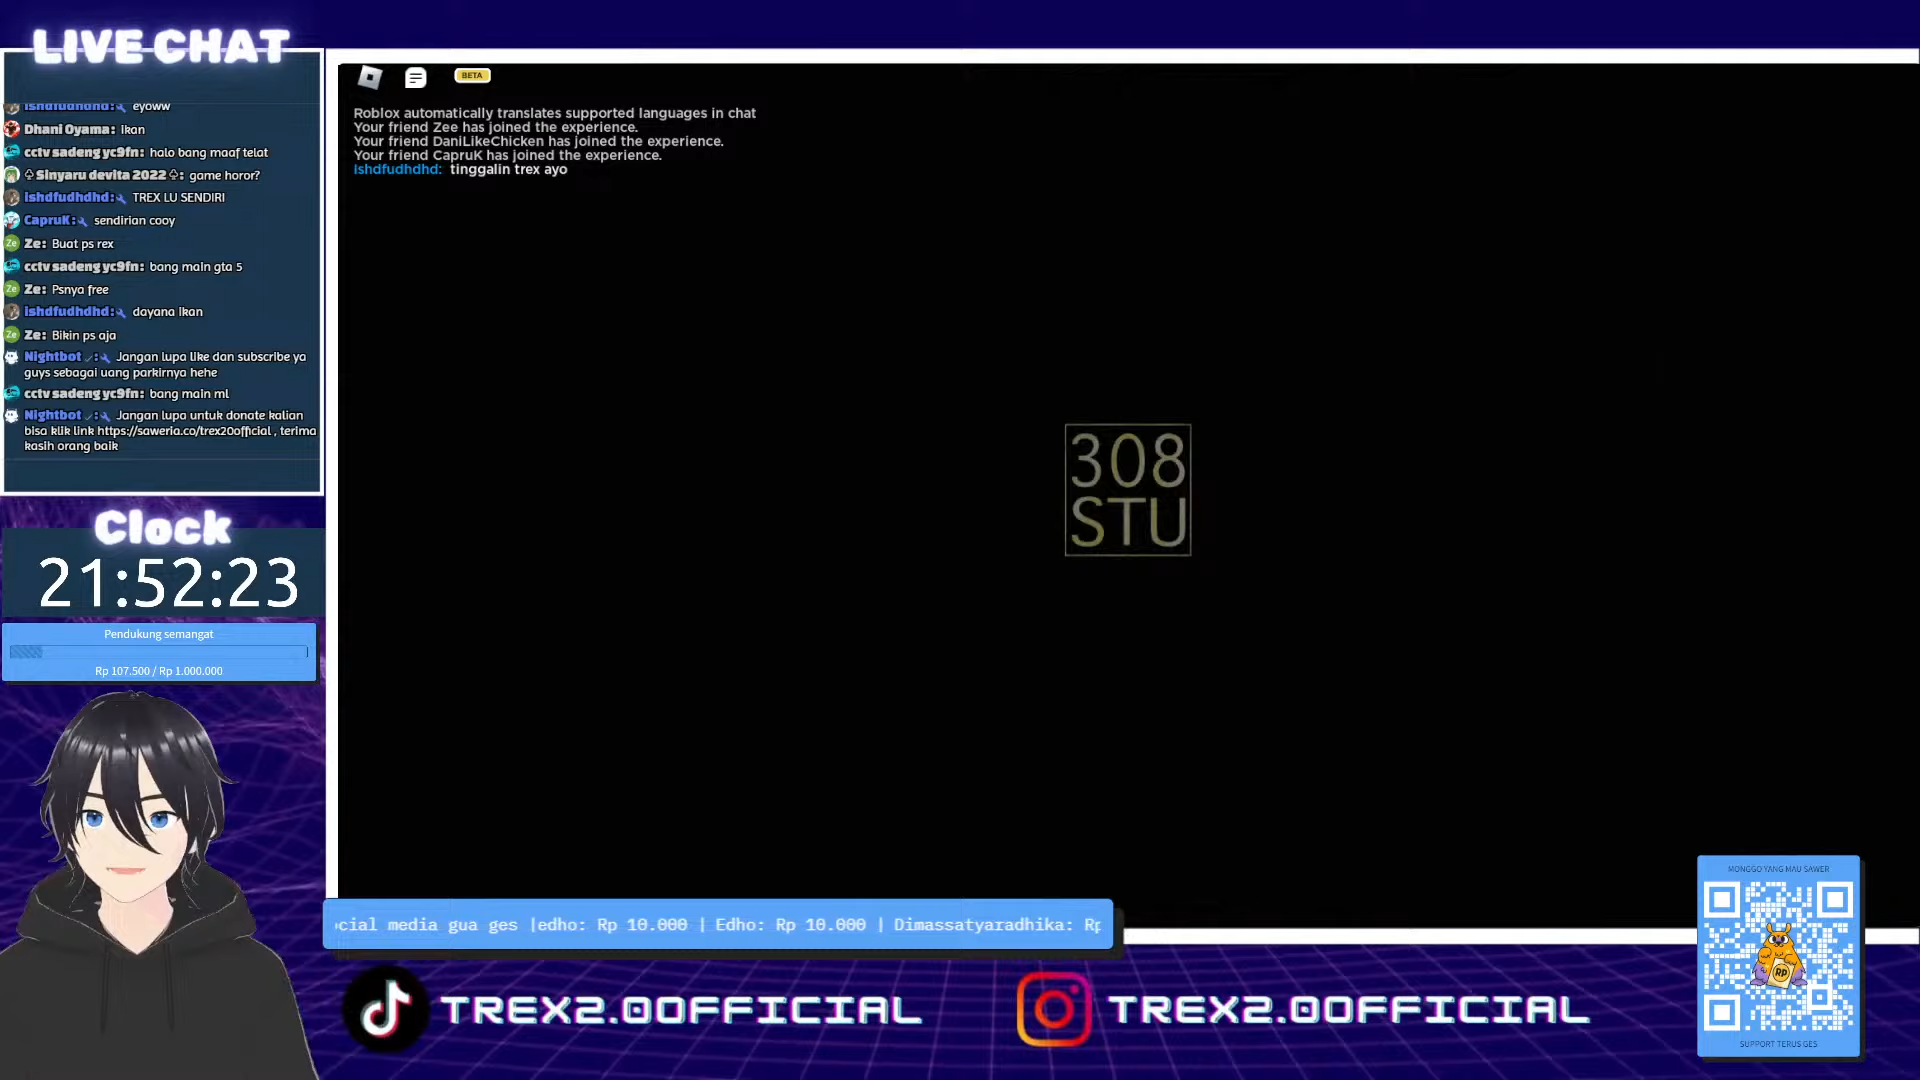 LIVE CHAT
ishdfudhdhd: eyoww
Dhani Oyama: ikan
cctv sadeng yc9fn: halo bang maaf telat
Sinyaru devita 2022: game horor?
ishdfudhdhd: TREX LU SENDIRI
CapruK: sendirian cooy
Ze Ze: Buat ps rex
cctv sadeng yc9fn: bang main gta 5
Ze Ze: Psnya free
ishdfudhdhd: dayana ikan
Ze Ze: Bikin ps aja
Nightbot: Jangan lupa like dan subscribe ya
guys sebagai uang parkirnya hehe
cctv sadeng yc9fn: bang main ml
Nightbot: Jangan lupa untuk donate kalian
bisa klik link https://saweria.co/trex20official , terima
kasih orang baik
Clock
21:52:23
Pendukung semangat
Rp 107.500 / Rp 1.000.000
BETA
Roblox automatically translates supported languages in chat
Your friend Zee has joined the experience.
Your friend DaniLikeChicken has joined the experience.
Your friend CapruK has joined the experience.
ishdfudhdhd: tinggalin trex ayo
308
STU
cial media gua ges |edho: Rp 10.000 | Edho: Rp 10.000 | Dimassatyaradhika: Rp
TREX2.0OFFICIAL
TREX2.0OFFICIAL
MONGGO YANG MAU SAWER
RP
SUPPORT TERUS GES